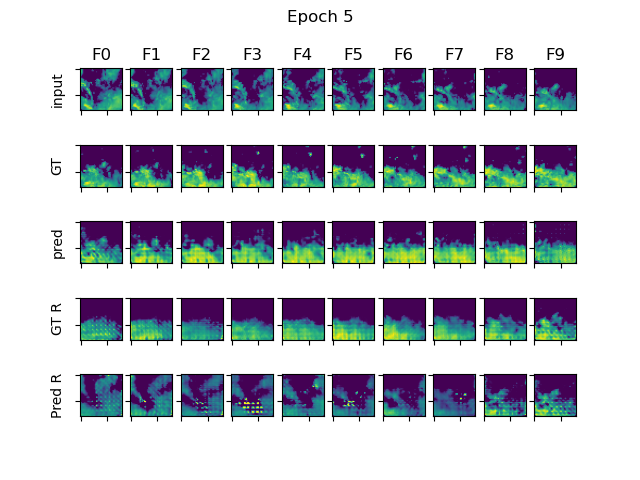 Epoch 5
F0 F1 F2 F3 F4 F5 F6 F7 F8 F9
input
GT
pred
GT R
Pred R